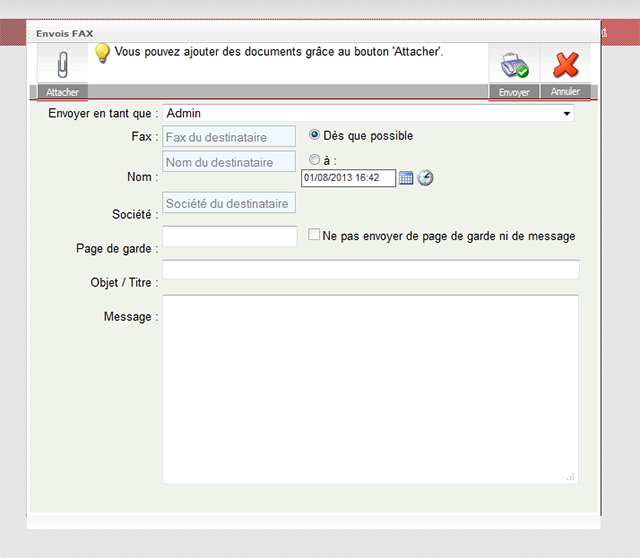 Envois FAX
Vous pouvez ajouter des documents grâce au bouton 'Attacher'.
Attacher
Envoyer
Annuler
Envoyer en tant que : Admin
Fax : Fax du destinataire
Dès que possible
Nom du destinataire
à :
Nom :
01/08/2013 16:42
Société du destinataire
Société :
Page de garde :
Ne pas envoyer de page de garde ni de message
Objet / Titre :
Message :